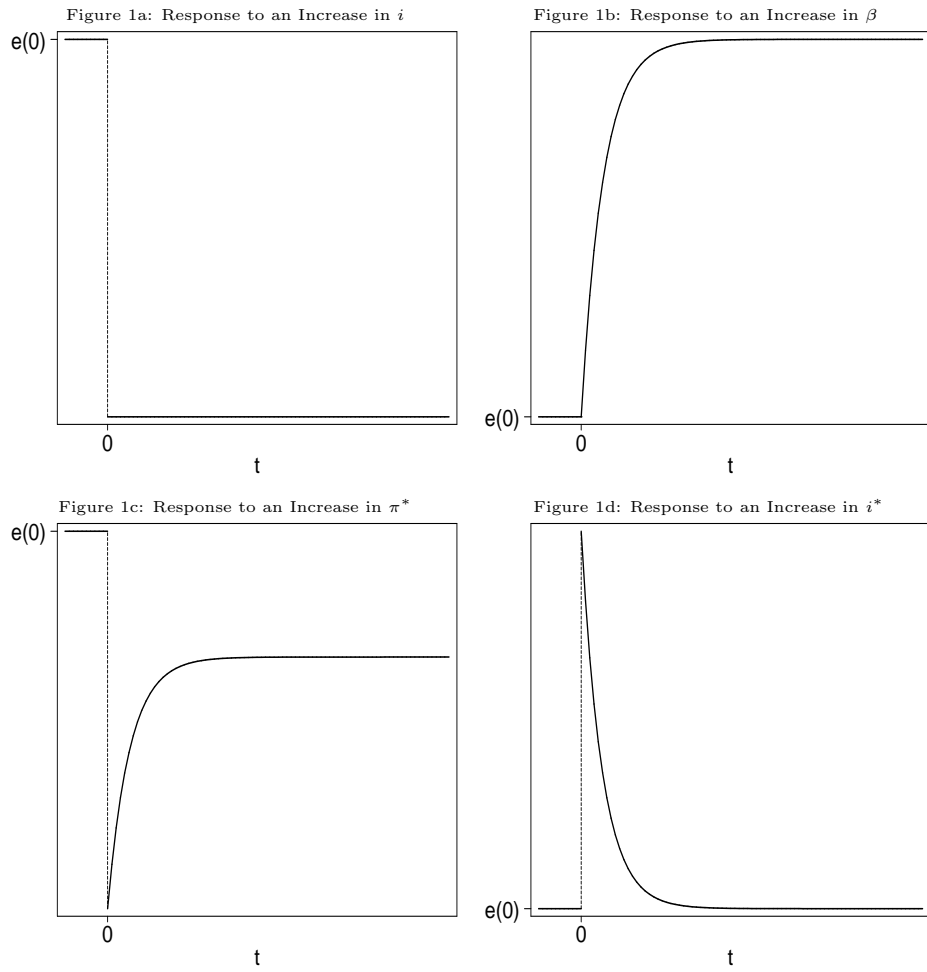 Figure 1a: Response to an Increase in i
e(0)
0
t
Figure 1b: Response to an Increase in β
e(0)
0
t
Figure 1c: Response to an Increase in π*
e(0)
0
t
Figure 1d: Response to an Increase in i*
e(0)
0
t